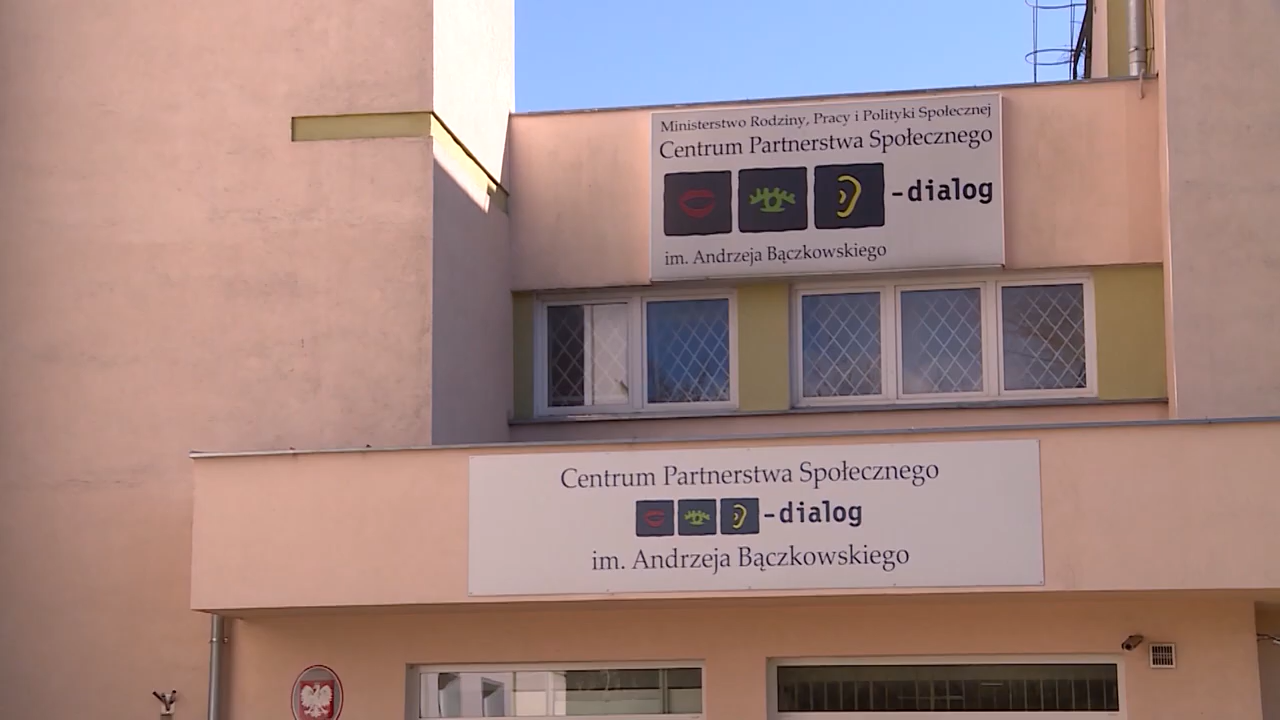 Ministerstwo Rodziny, Pracy i Polityki Społecznej
Centrum Partnerstwa Społecznego
-dialog
im. Andrzeja Bączkowskiego
Centrum Partnerstwa Społecznego
-dialog
im. Andrzeja Bączkowskiego